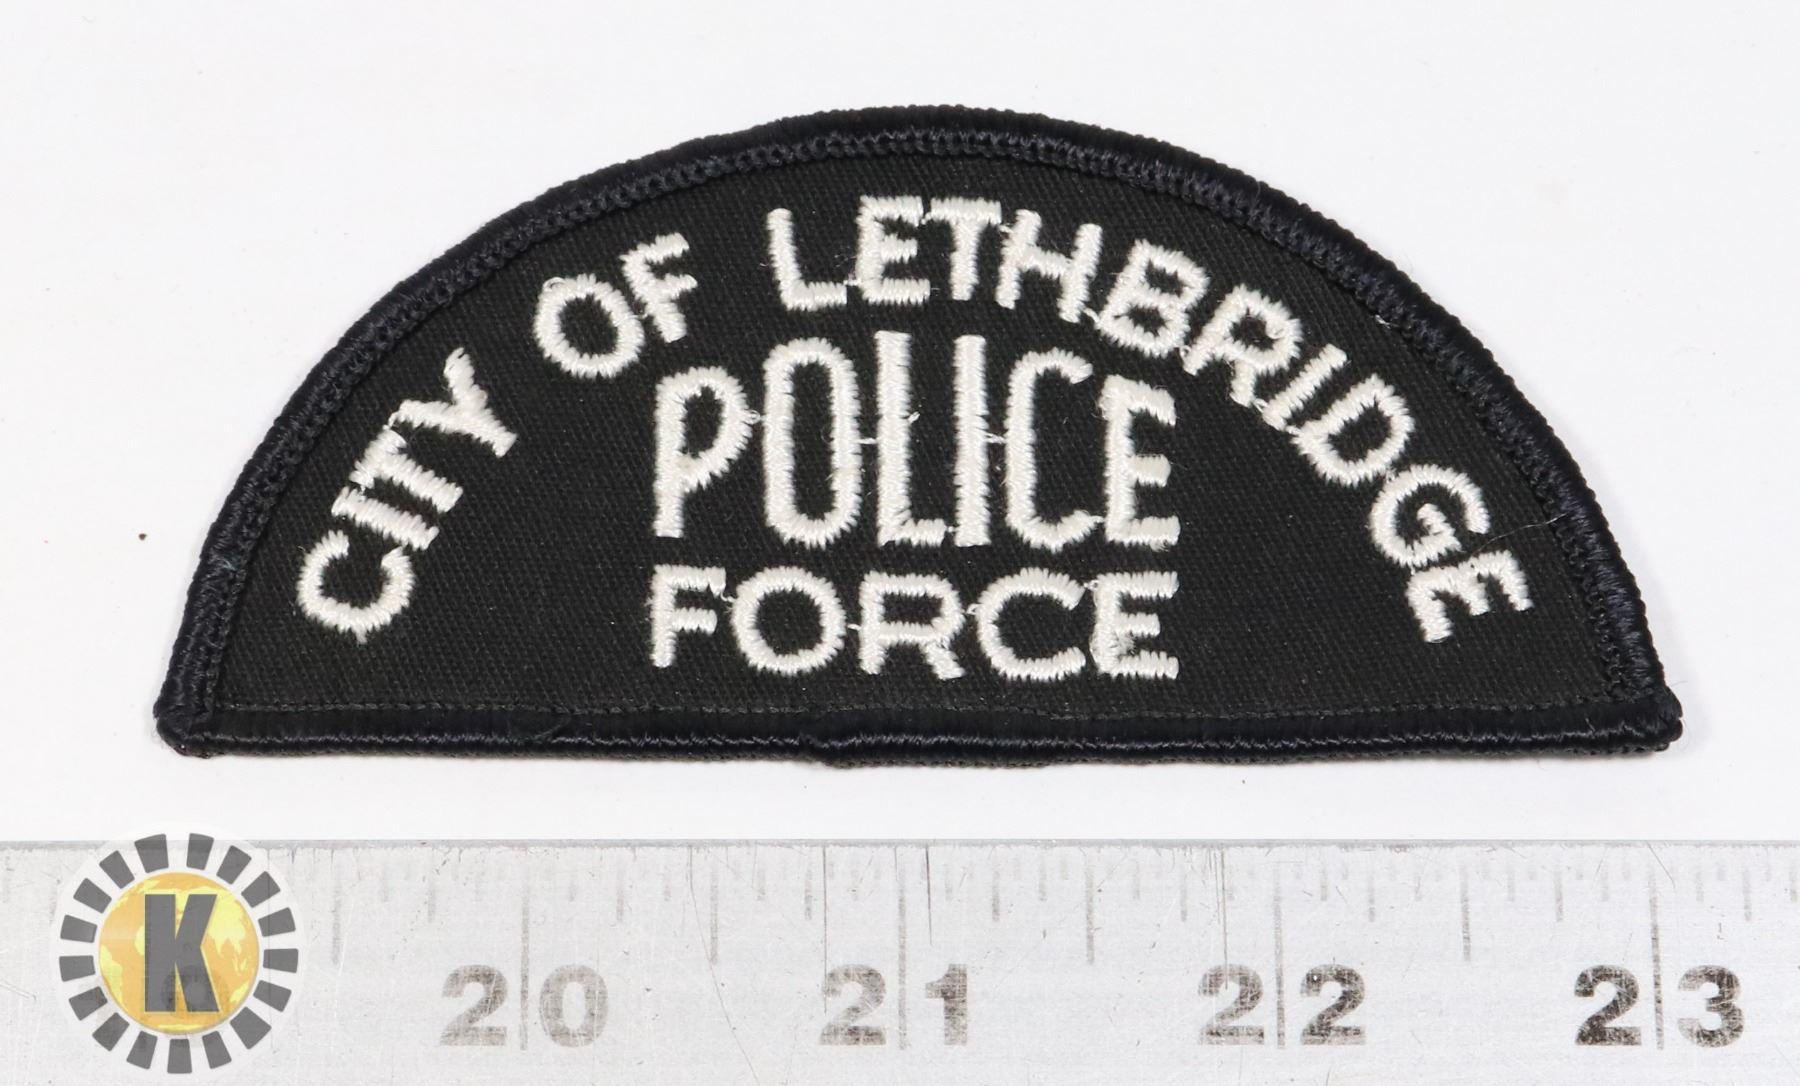 CITY OF LETHBRIDGE
POLICE
FORCE
K
20 21 22 23